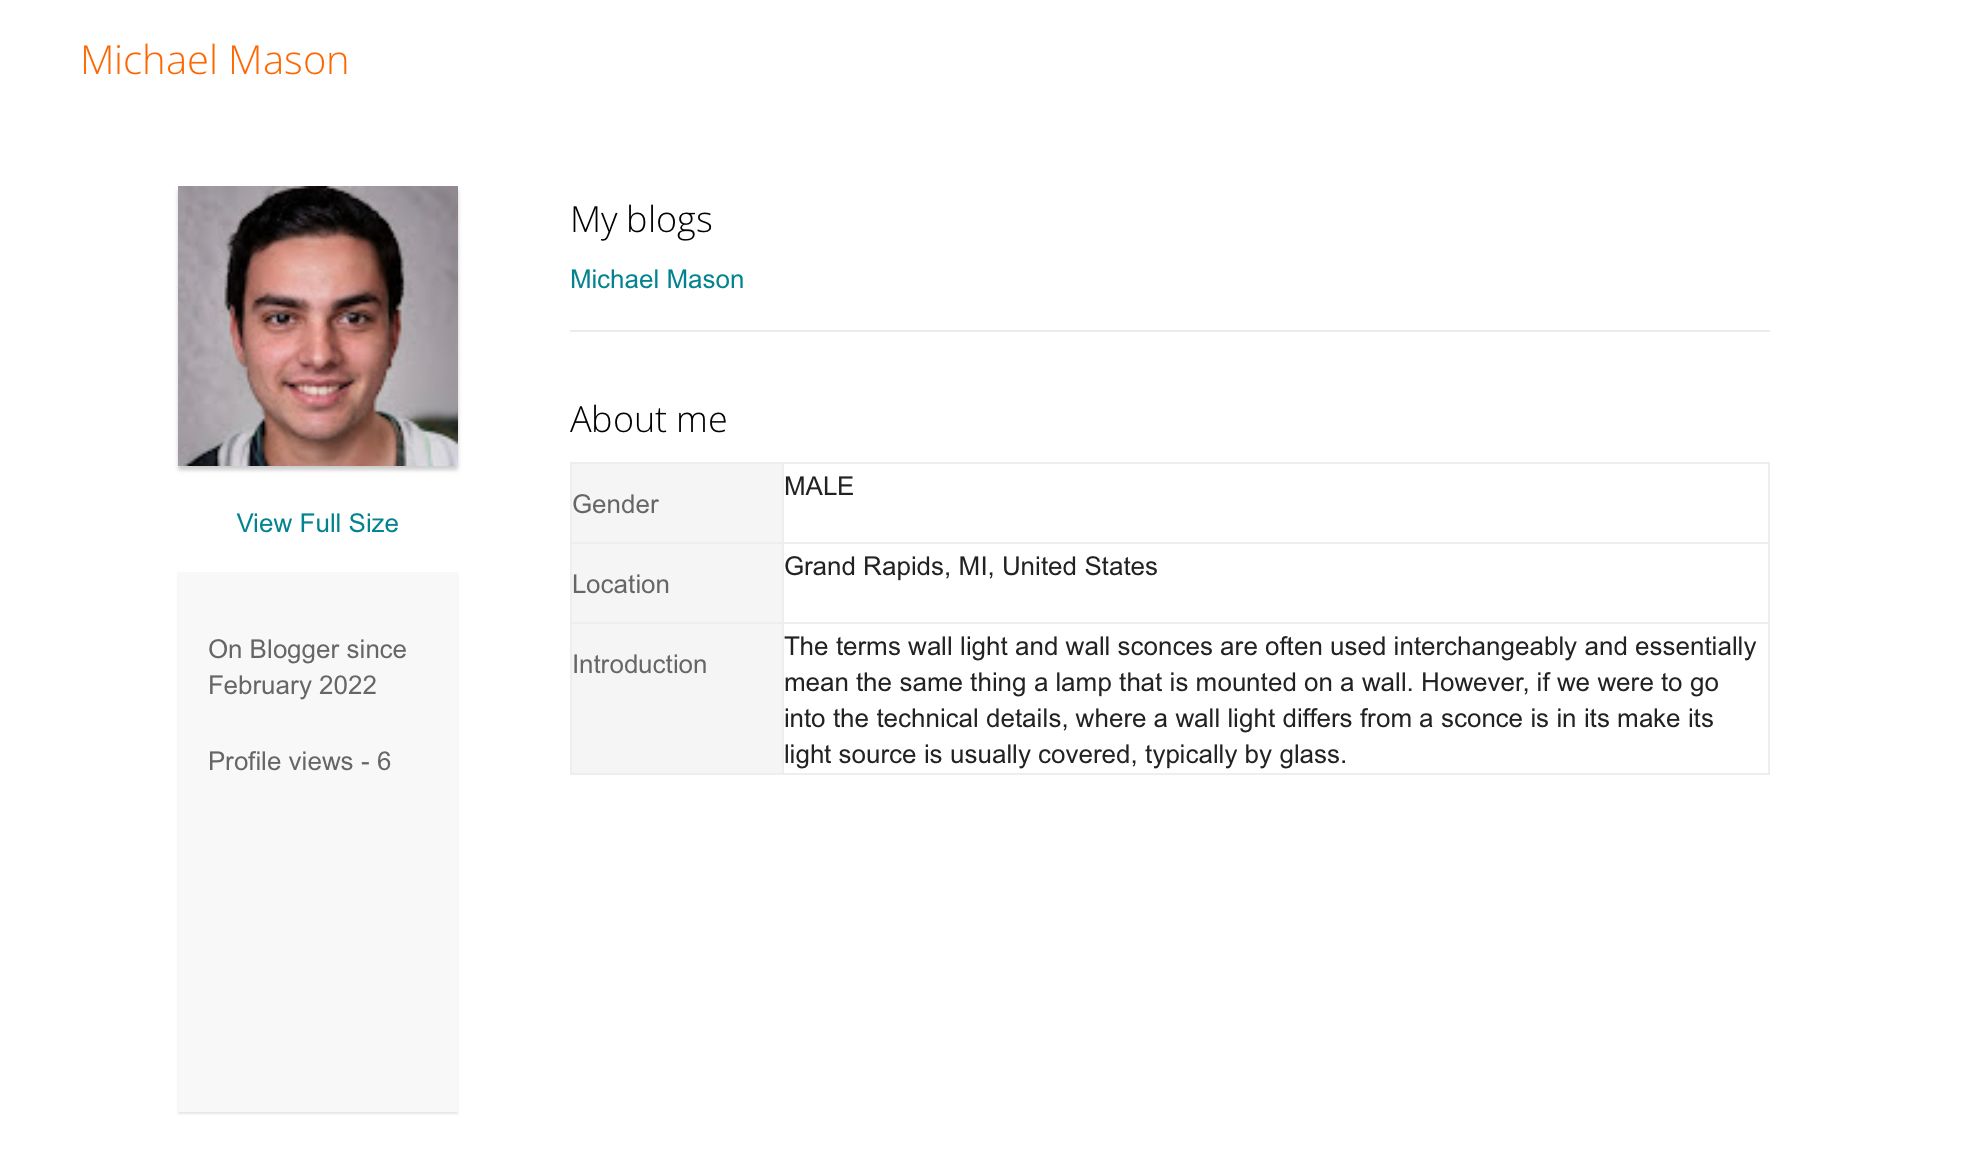 Michael Mason
My blogs
Michael Mason
View Full Size
On Blogger since
February 2022
Profile views - 6
About me
Gender
MALE
Location
Grand Rapids, MI, United States
Introduction
The terms wall light and wall sconces are often used interchangeably and essentially
mean the same thing a lamp that is mounted on a wall. However, if we were to go
into the technical details, where a wall light differs from a sconce is in its make its
light source is usually covered, typically by glass.